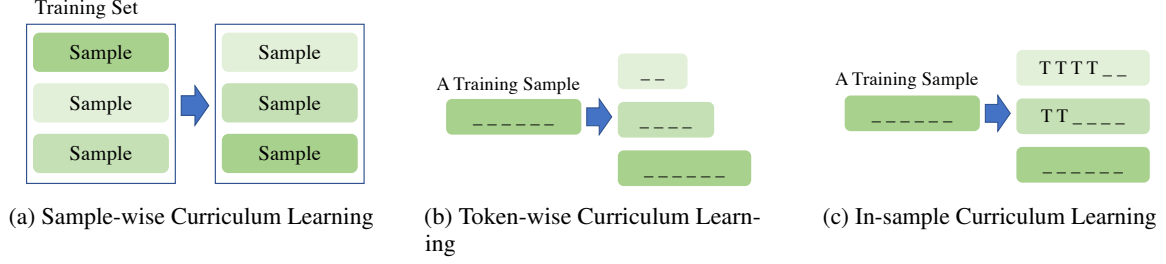 Training Set
Sample
Sample
Sample
Sample
Sample
Sample
(a) Sample-wise Curriculum Learning
A Training Sample
_ _ _ _ _ _
_ _
_ _ _ _
_ _ _ _ _ _
(b) Token-wise Curriculum Learn-
ing
A Training Sample
_ _ _ _ _ _
T T T T _ _
T T _ _ _ _
_ _ _ _ _ _
(c) In-sample Curriculum Learning